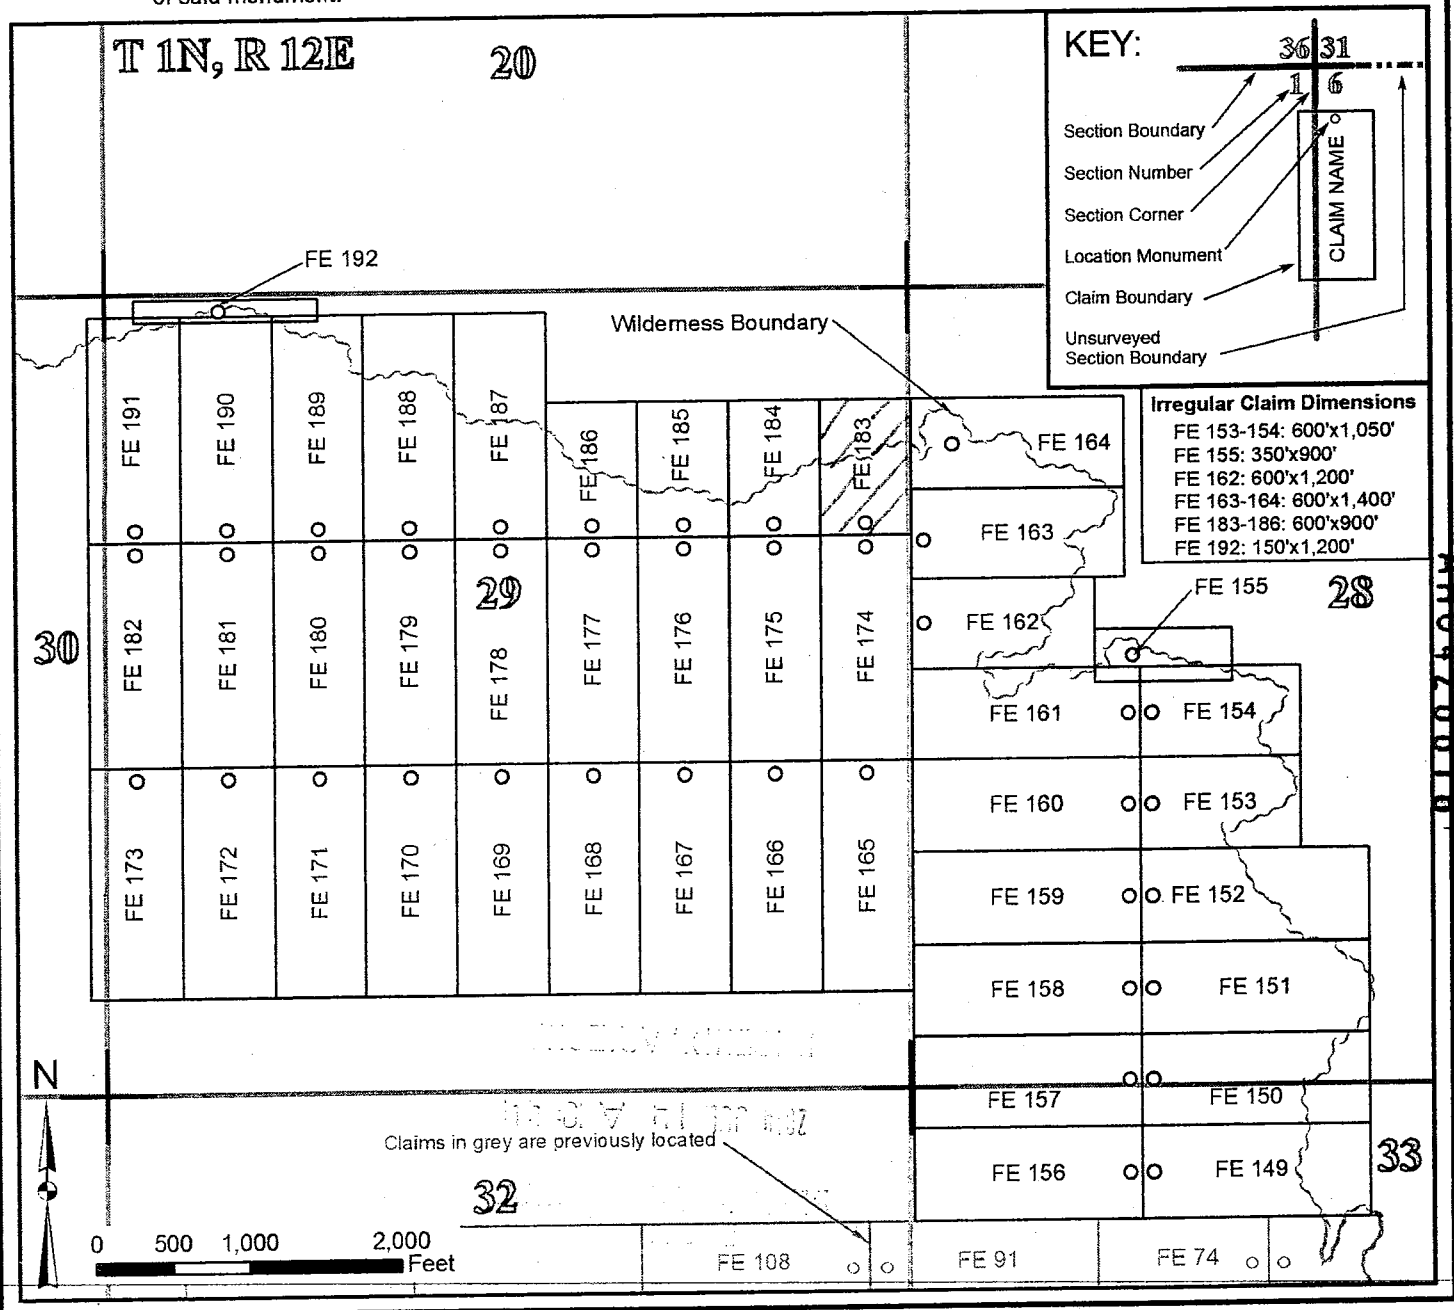 of said monument.
T 1N, R 12E
20
KEY:
36 31
1 6
Section Boundary
Section Number
Section Corner
Location Monument
Claim Boundary
Unsurveyed
Section Boundary
CLAIM NAME
FE 192
Wilderness Boundary
Irregular Claim Dimensions
FE 153-154: 600'x1,050'
FE 155: 350'x900'
FE 162: 600'x1,200'
FE 163-164: 600'x1,400'
FE 183-186: 600'x900'
FE 192: 150'x1,200'
FE 191
FE 190
FE 189
FE 188
FE 187
FE 186
FE 185
FE 184
FE 183
FE 164
FE 163
29
28
30
FE 155
FE 162
FE 182
FE 181
FE 180
FE 179
FE 178
FE 177
FE 176
FE 175
FE 174
FE 161
FE 154
FE 160
FE 153
FE 173
FE 172
FE 171
FE 170
FE 169
FE 168
FE 167
FE 166
FE 165
FE 159
FE 152
FE 158
FE 151
N
FE 157
FE 150
Claims in grey are previously located
32
FE 156
FE 149
33
0 500 1,000 2,000
Feet
FE 108
FE 91
FE 74